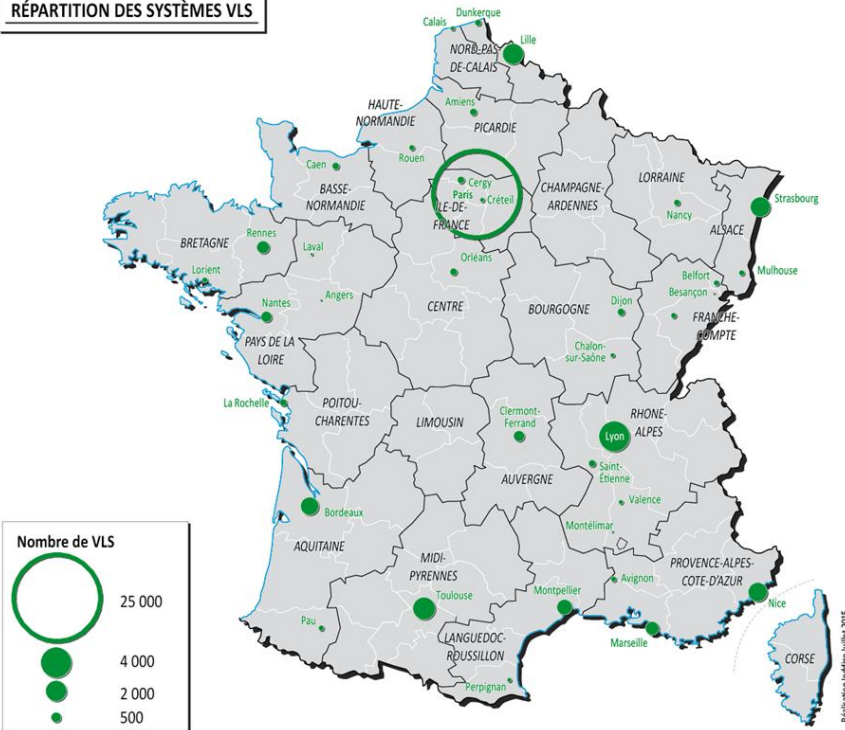 RÉPARTITION DES SYSTÈMES VLS
Dunkerque
Calais
Lille
NORD-PAS-
DE-CALAIS
HAUTE-
NORMANDIE
Amiens
PICARDIE
Rouen
Caen
BASSE-
NORMANDIE
Cergy
Paris
Créteil
ILE-DE-
FRANCE
CHAMPAGNE-
ARDENNES
LORRAINE
Nancy
Strasbourg
ALSACE
BRETAGNE
Rennes
Laval
Lorient
Orléans
Mulhouse
Belfort
Besançon
Nantes
Angers
CENTRE
BOURGOGNE
Dijon
FRANCHE-
COMPTE
PAYS DE LA
LOIRE
Chalon-
sur-Saône
La Rochelle
POITOU-
CHARENTES
LIMOUSIN
Clermont-
Ferrand
RHONE-
ALPES
Lyon
Saint-
Étienne
AUVERGNE
Valence
Bordeaux
Montélimar
AQUITAINE
MIDI-
PYRENNES
PROVENCE-ALPES-
COTE-D'AZUR
Avignon
Toulouse
Montpellier
Nice
Pau
Marseille
LANGUEDOC-
ROUSSILLON
Perpignan
CORSE
Nombre de VLS
25 000
4 000
2 000
500